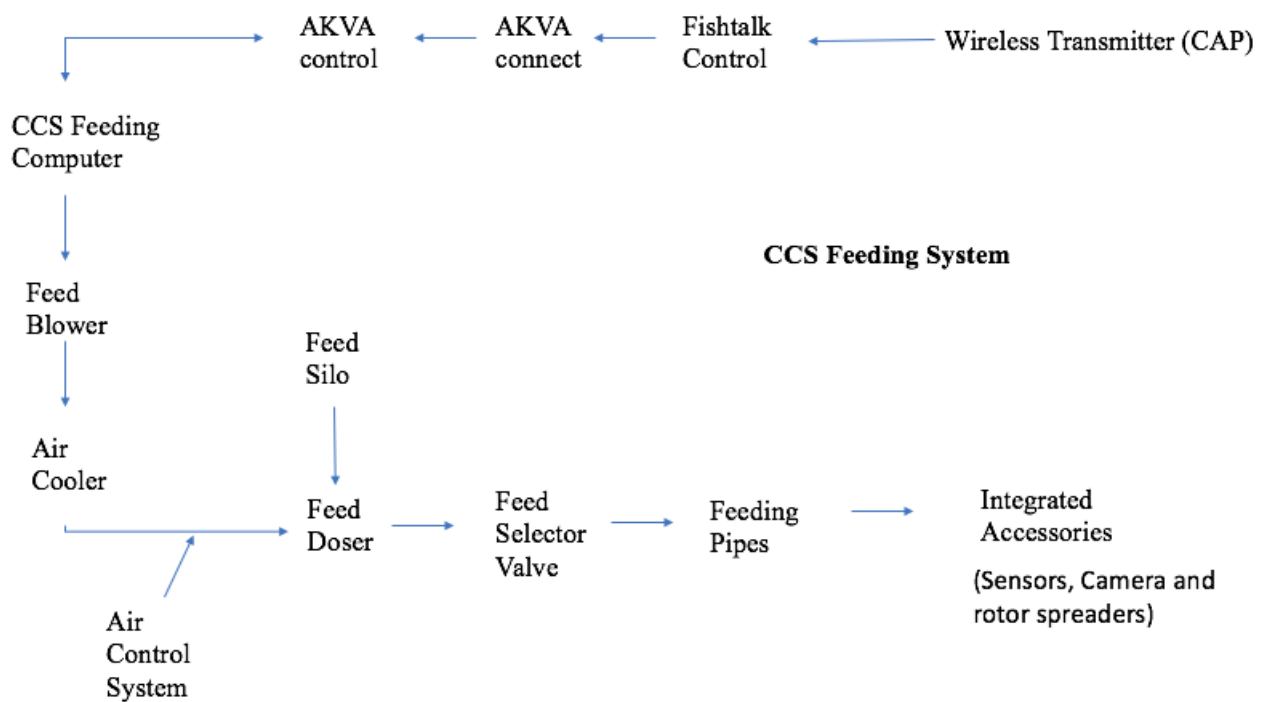 AKVA
control
AKVA
connect
Fishtalk
Control
Wireless Transmitter (CAP)
CCS Feeding
Computer
CCS Feeding System
Feed
Blower
Feed
Silo
Air
Cooler
Feed
Doser
Feed
Selector
Valve
Feeding
Pipes
Integrated
Accessories
(Sensors, Camera and
rotor spreaders)
Air
Control
System